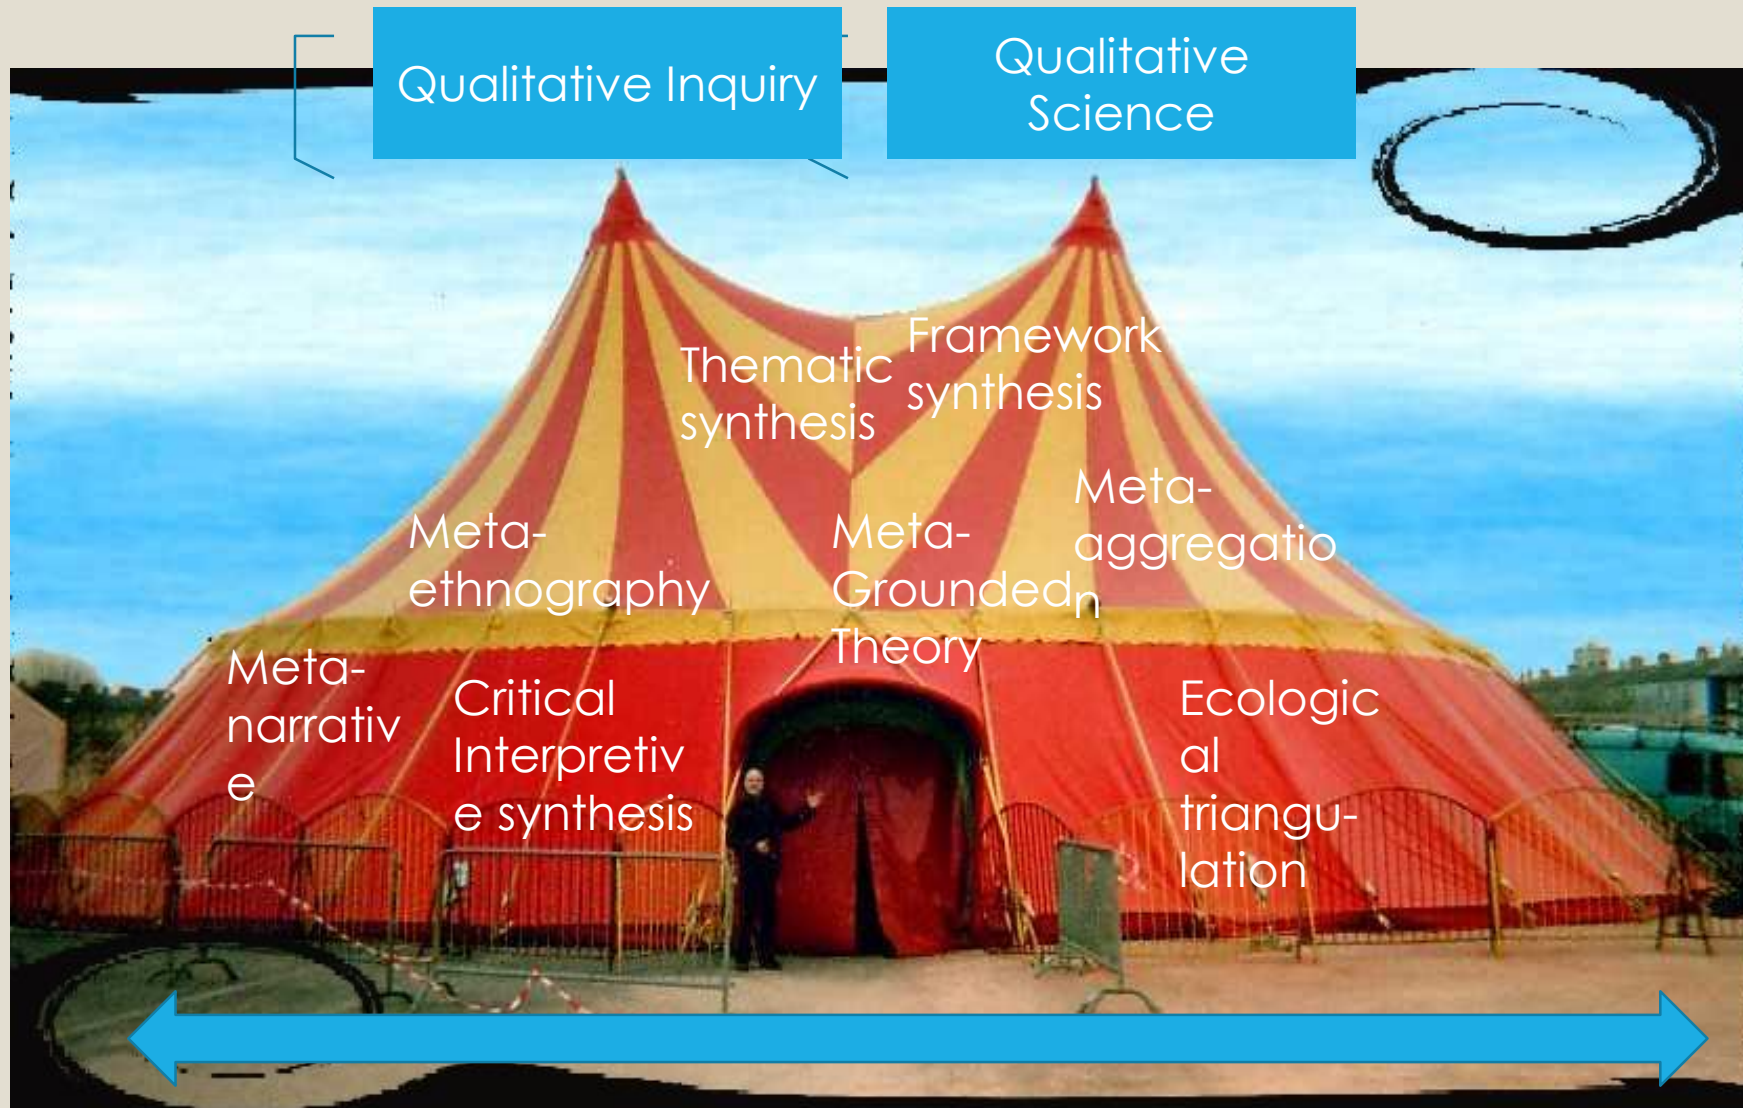 Qualitative Inquiry
Qualitative
Science
Thematic
synthesis
Framework
synthesis
Meta-
ethnography
Meta-
Grounded
Theory
Meta-
aggregatio
n
Meta-
narrativ
e
Critical
Interpretiv
e synthesis
Ecologic
al
triangu-
lation